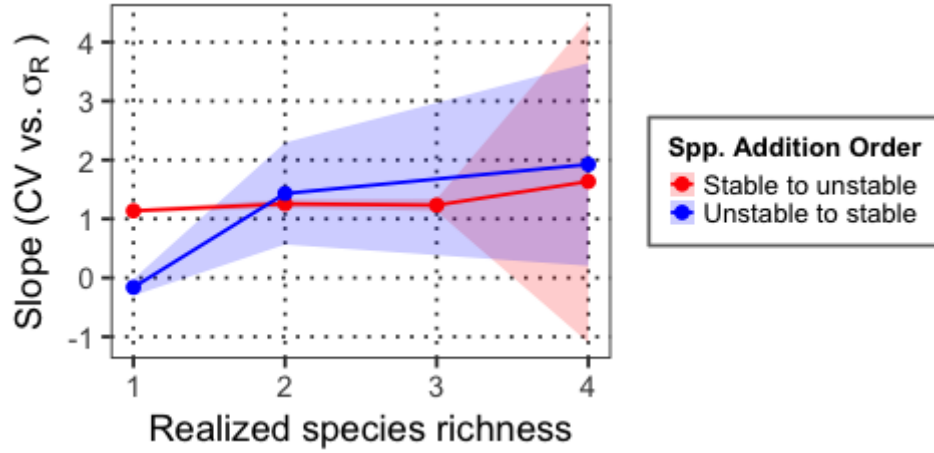 Slope (CV vs. σR)
4
3
2
1
0
-1
1 2 3 4
Realized species richness
Spp. Addition Order
Stable to unstable
Unstable to stable